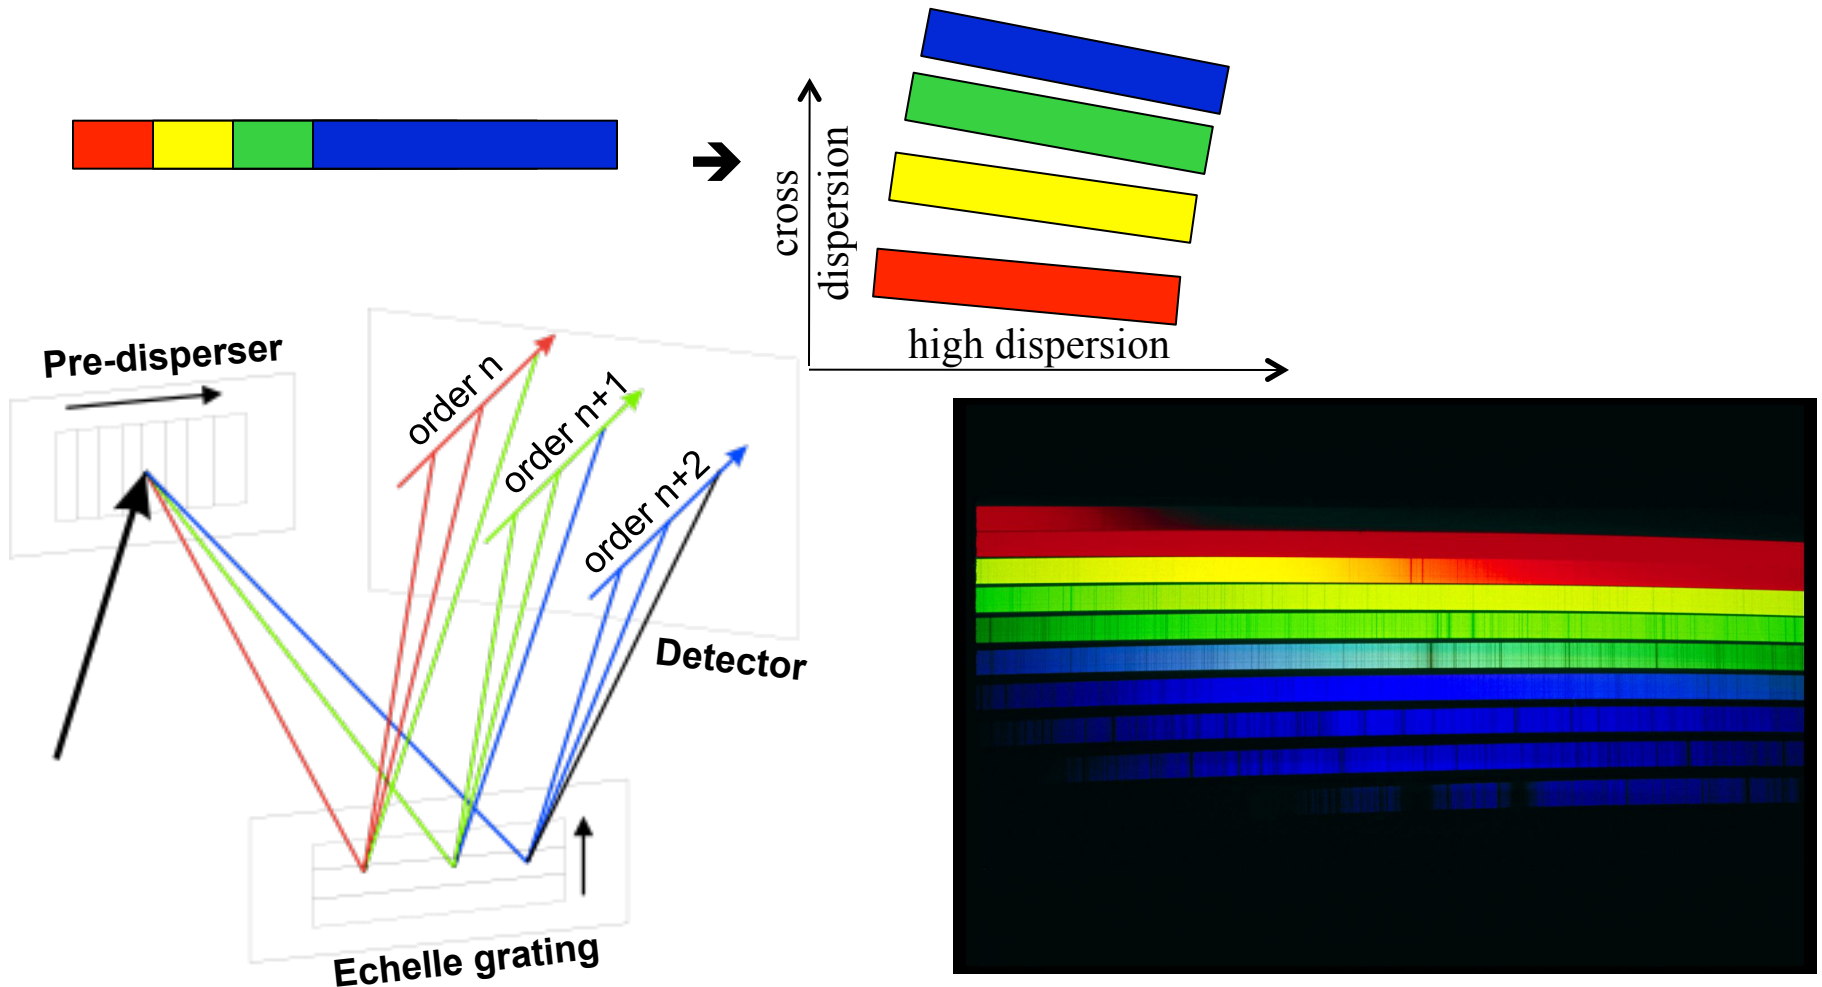 cross
dispersion
high dispersion
Pre-disperser
order n
order n+1
order n+2
Detector
Echelle grating